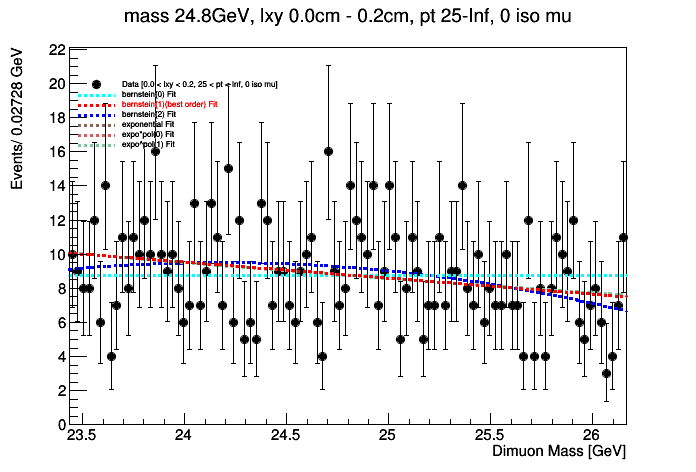 mass 24.8GeV, lxy 0.0cm - 0.2cm, pt 25-Inf, 0 iso mu
Events/ 0.02728 GeV
22
20
Data [0.0 < lxy < 0.2, 25 < pt < Inf, 0 iso mu]
bernstein(0) Fit
bernstein(1)(best order) Fit
18
bernstein(2) Fit
exponential Fit
expo*pol(0) Fit
expo*pol(1) Fit
16
14
12
10
8
6
4
2
0
23.5 24 24.5 25 25.5 26
Dimuon Mass [GeV]